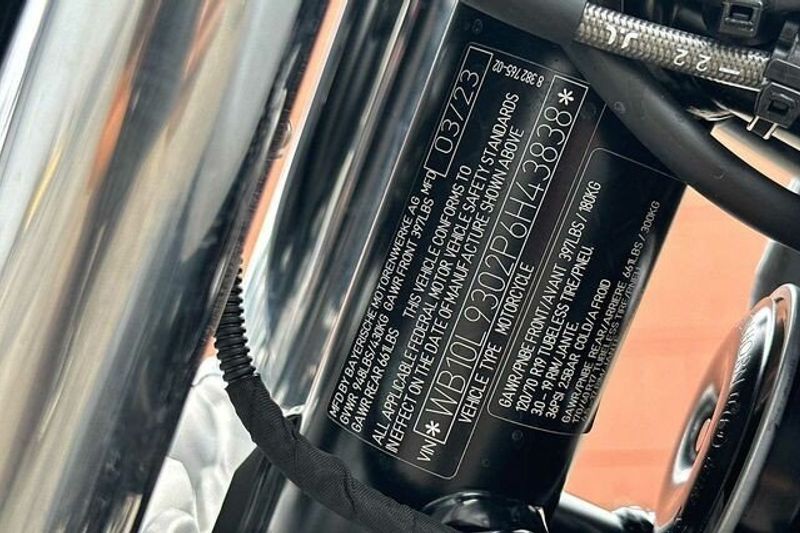 MFD BY BAYERISCHE MOTORENWERKE AG
GVWR 948LBS/430KG GAWR FRONT 397LBS MFD 03/23
GAWR REAR 661LBS
8 382 765-02
THIS VEHICLE CONFORMS TO
ALL APPLICABLE FEDERAL MOTOR VEHICLE SAFETY STANDARDS
IN EFFECT ON THE DATE OF MANUFACTURE SHOWN ABOVE
VIN *WB10L9302P6H43838*
VEHICLE TYPE MOTORCYCLE
GAWR/PNBE FRONT/AVANT 397LBS / 180KG
120/70 R19 TUBELESS TIRE/PNEU.
3.0 - 19 RIM/JANTE.
36PSI 2.5BAR COLD/A FROID
GAWR/PNBE REAR/ARRIERE 661LBS / 300KG
TUBELESS TIRE/PNEU.